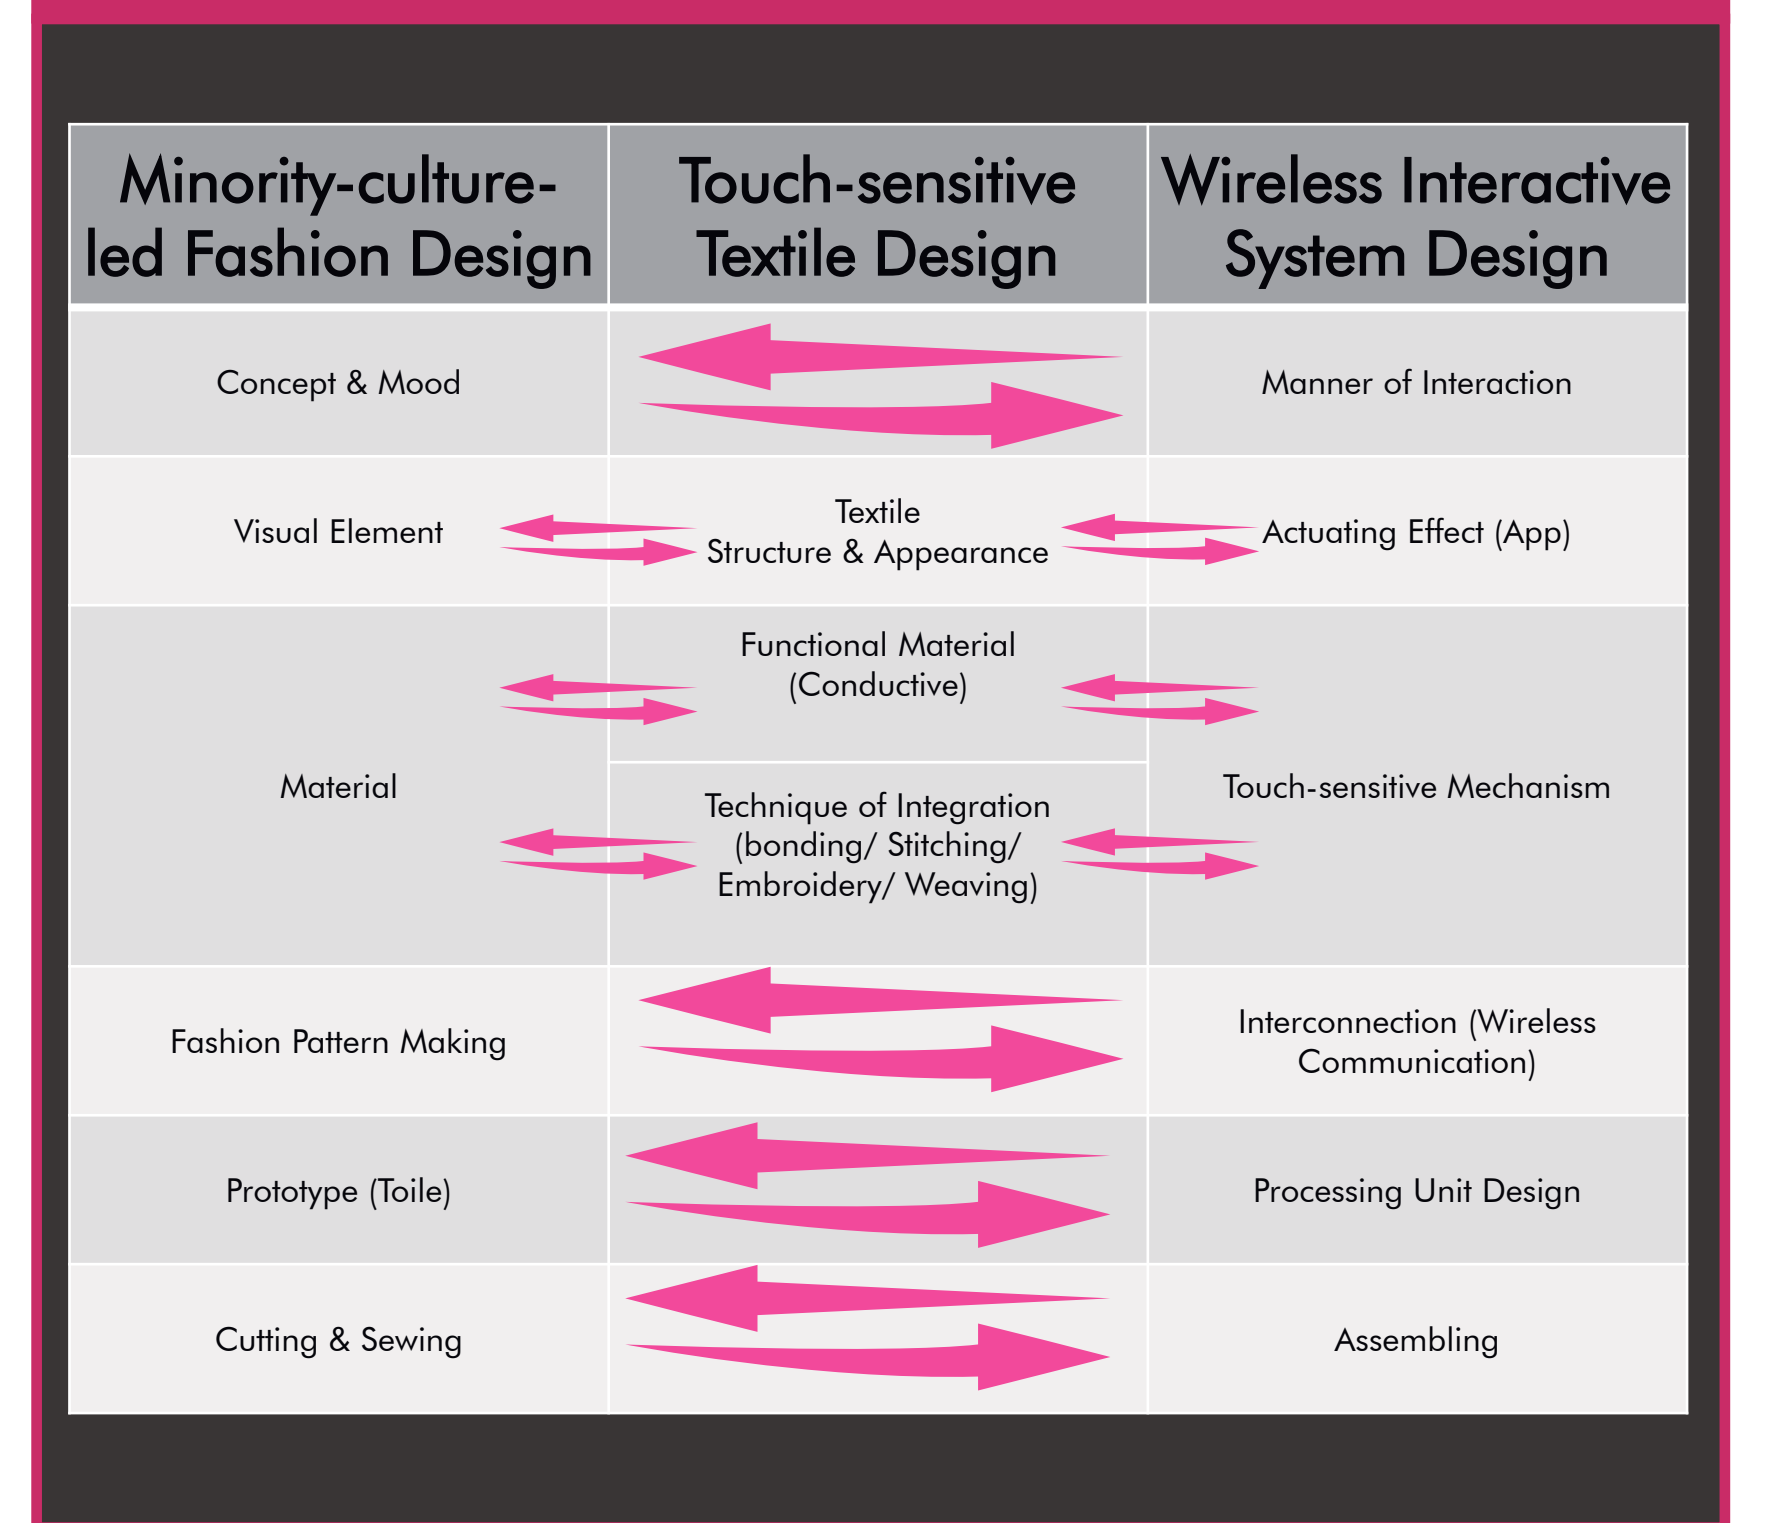 Minority-culture-
led Fashion Design
Touch-sensitive
Textile Design
Wireless Interactive
System Design
Concept & Mood
Manner of Interaction
Visual Element
Textile
Structure & Appearance
Actuating Effect (App)
Material
Functional Material
(Conductive)
Technique of Integration
(bonding/ Stitching/
Embroidery/ Weaving)
Touch-sensitive Mechanism
Fashion Pattern Making
Interconnection (Wireless
Communication)
Prototype (Toile)
Processing Unit Design
Cutting & Sewing
Assembling